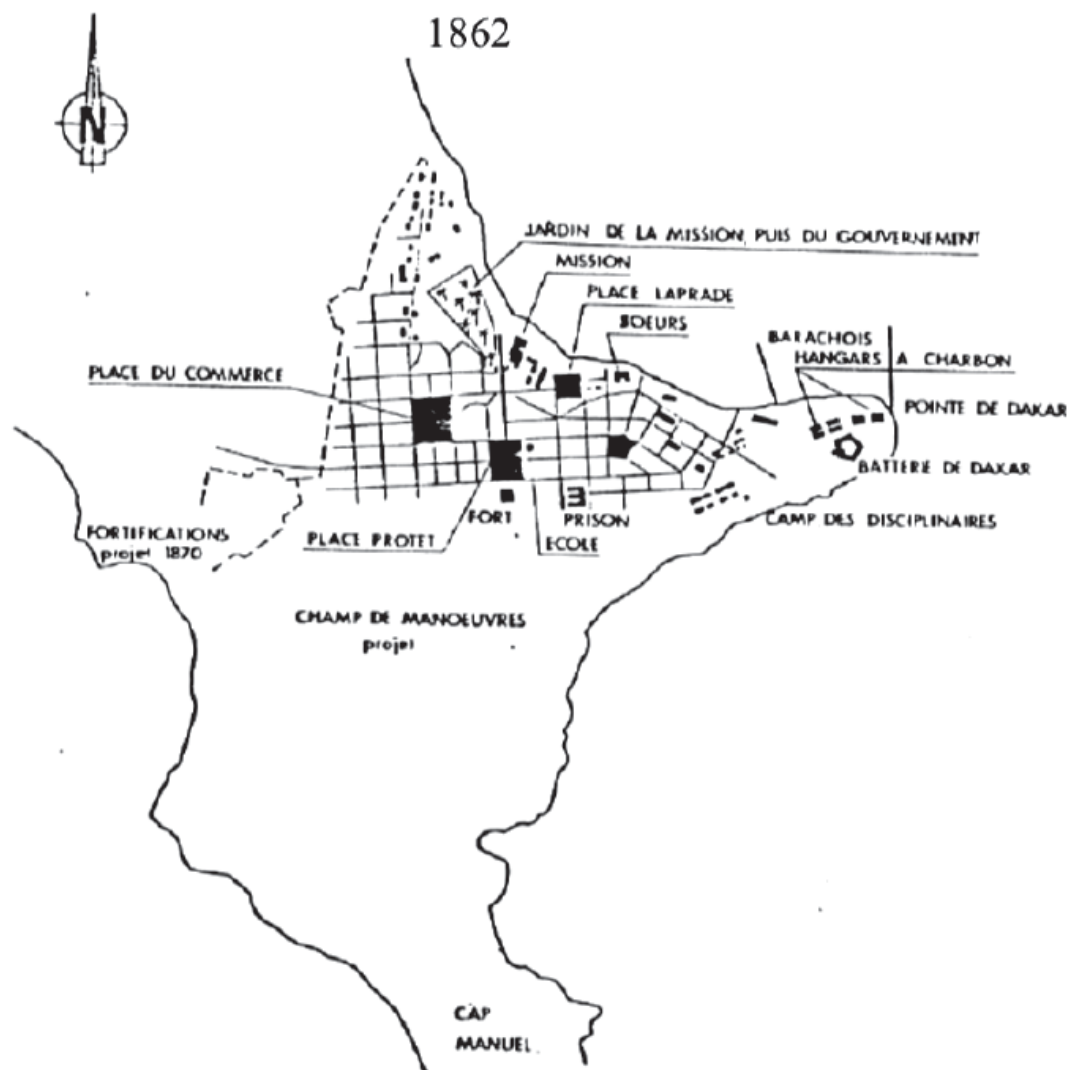 1862
N
JARDIN DE LA MISSION, PUIS DU GOUVERNEMENT
MISSION
PLACE LAPRADE
SOEURS
BARACHOIS
HANGARS A CHARBON
PLACE DU COMMERCE
POINTE DE DAKAR
BATTERIE DE DAKAR
FORT
PRISON
CAMP DES DISCIPLINAIRES
FORTIFICATIONS
projet 1870
PLACE PROTET
ECOLE
CHAMP DE MANOEUVRES
projet
CAP
MANUEL